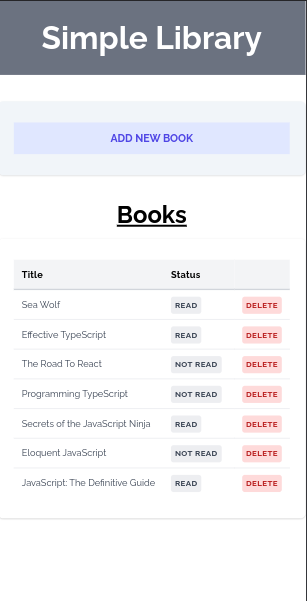 Simple Library
ADD NEW BOOK
Books
Title Status
Sea Wolf READ DELETE
Effective TypeScript READ DELETE
The Road To React NOT READ DELETE
Programming TypeScript NOT READ DELETE
Secrets of the JavaScript Ninja READ DELETE
Eloquent JavaScript NOT READ DELETE
JavaScript: The Definitive Guide READ DELETE